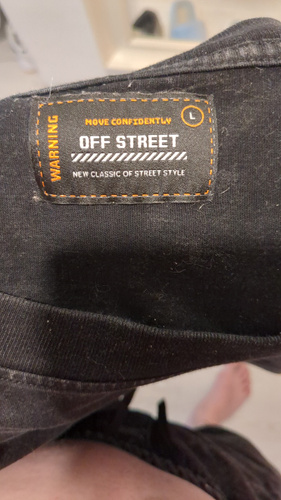 WARNING
MOVE CONFIDENTLY
L
OFF STREET
NEW CLASSIC OF STREET STYLE